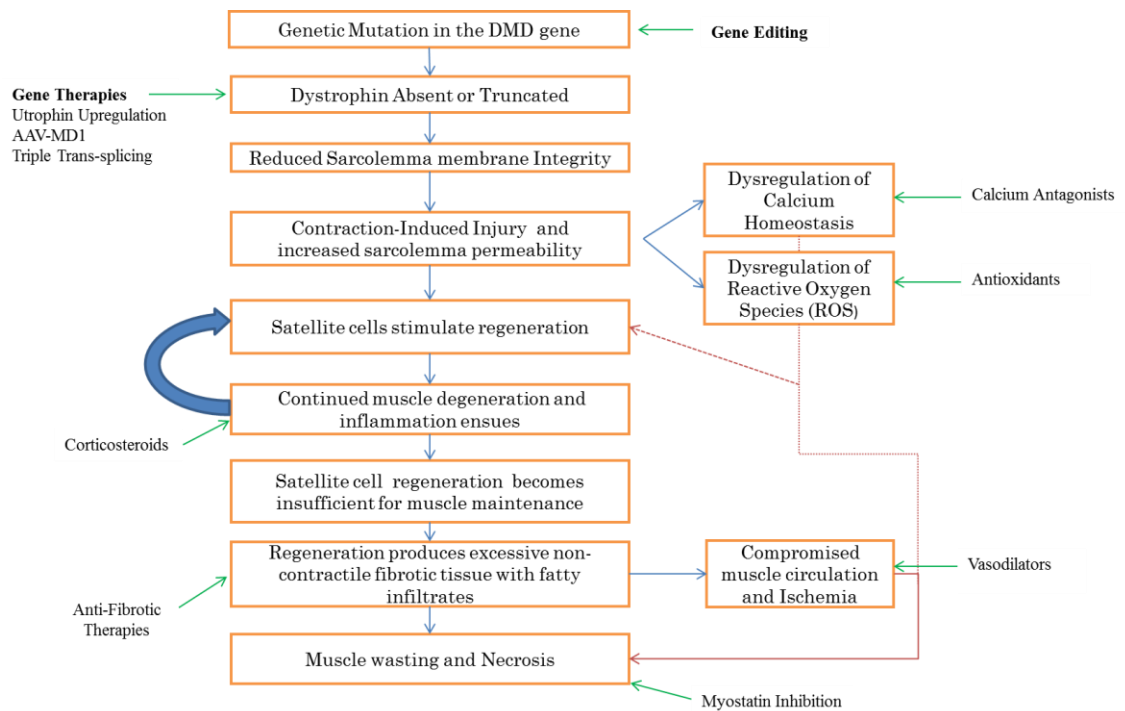 Genetic Mutation in the DMD gene
Gene Editing
Gene Therapies
Utrophin Upregulation
AAV-MD1
Triple Trans-splicing
Dystrophin Absent or Truncated
Reduced Sarcolemma membrane Integrity
Contraction-Induced Injury and
increased sarcolemma permeability
Dysregulation of
Calcium
Homeostasis
Calcium Antagonists
Dysregulation of
Reactive Oxygen
Species (ROS)
Antioxidants
Satellite cells stimulate regeneration
Continued muscle degeneration and
inflammation ensues
Corticosteroids
Satellite cell regeneration becomes
insufficient for muscle maintenance
Regeneration produces excessive non-
contractile fibrotic tissue with fatty
infiltrates
Compromised
muscle circulation
and Ischemia
Vasodilators
Anti-Fibrotic
Therapies
Muscle wasting and Necrosis
Myostatin Inhibition